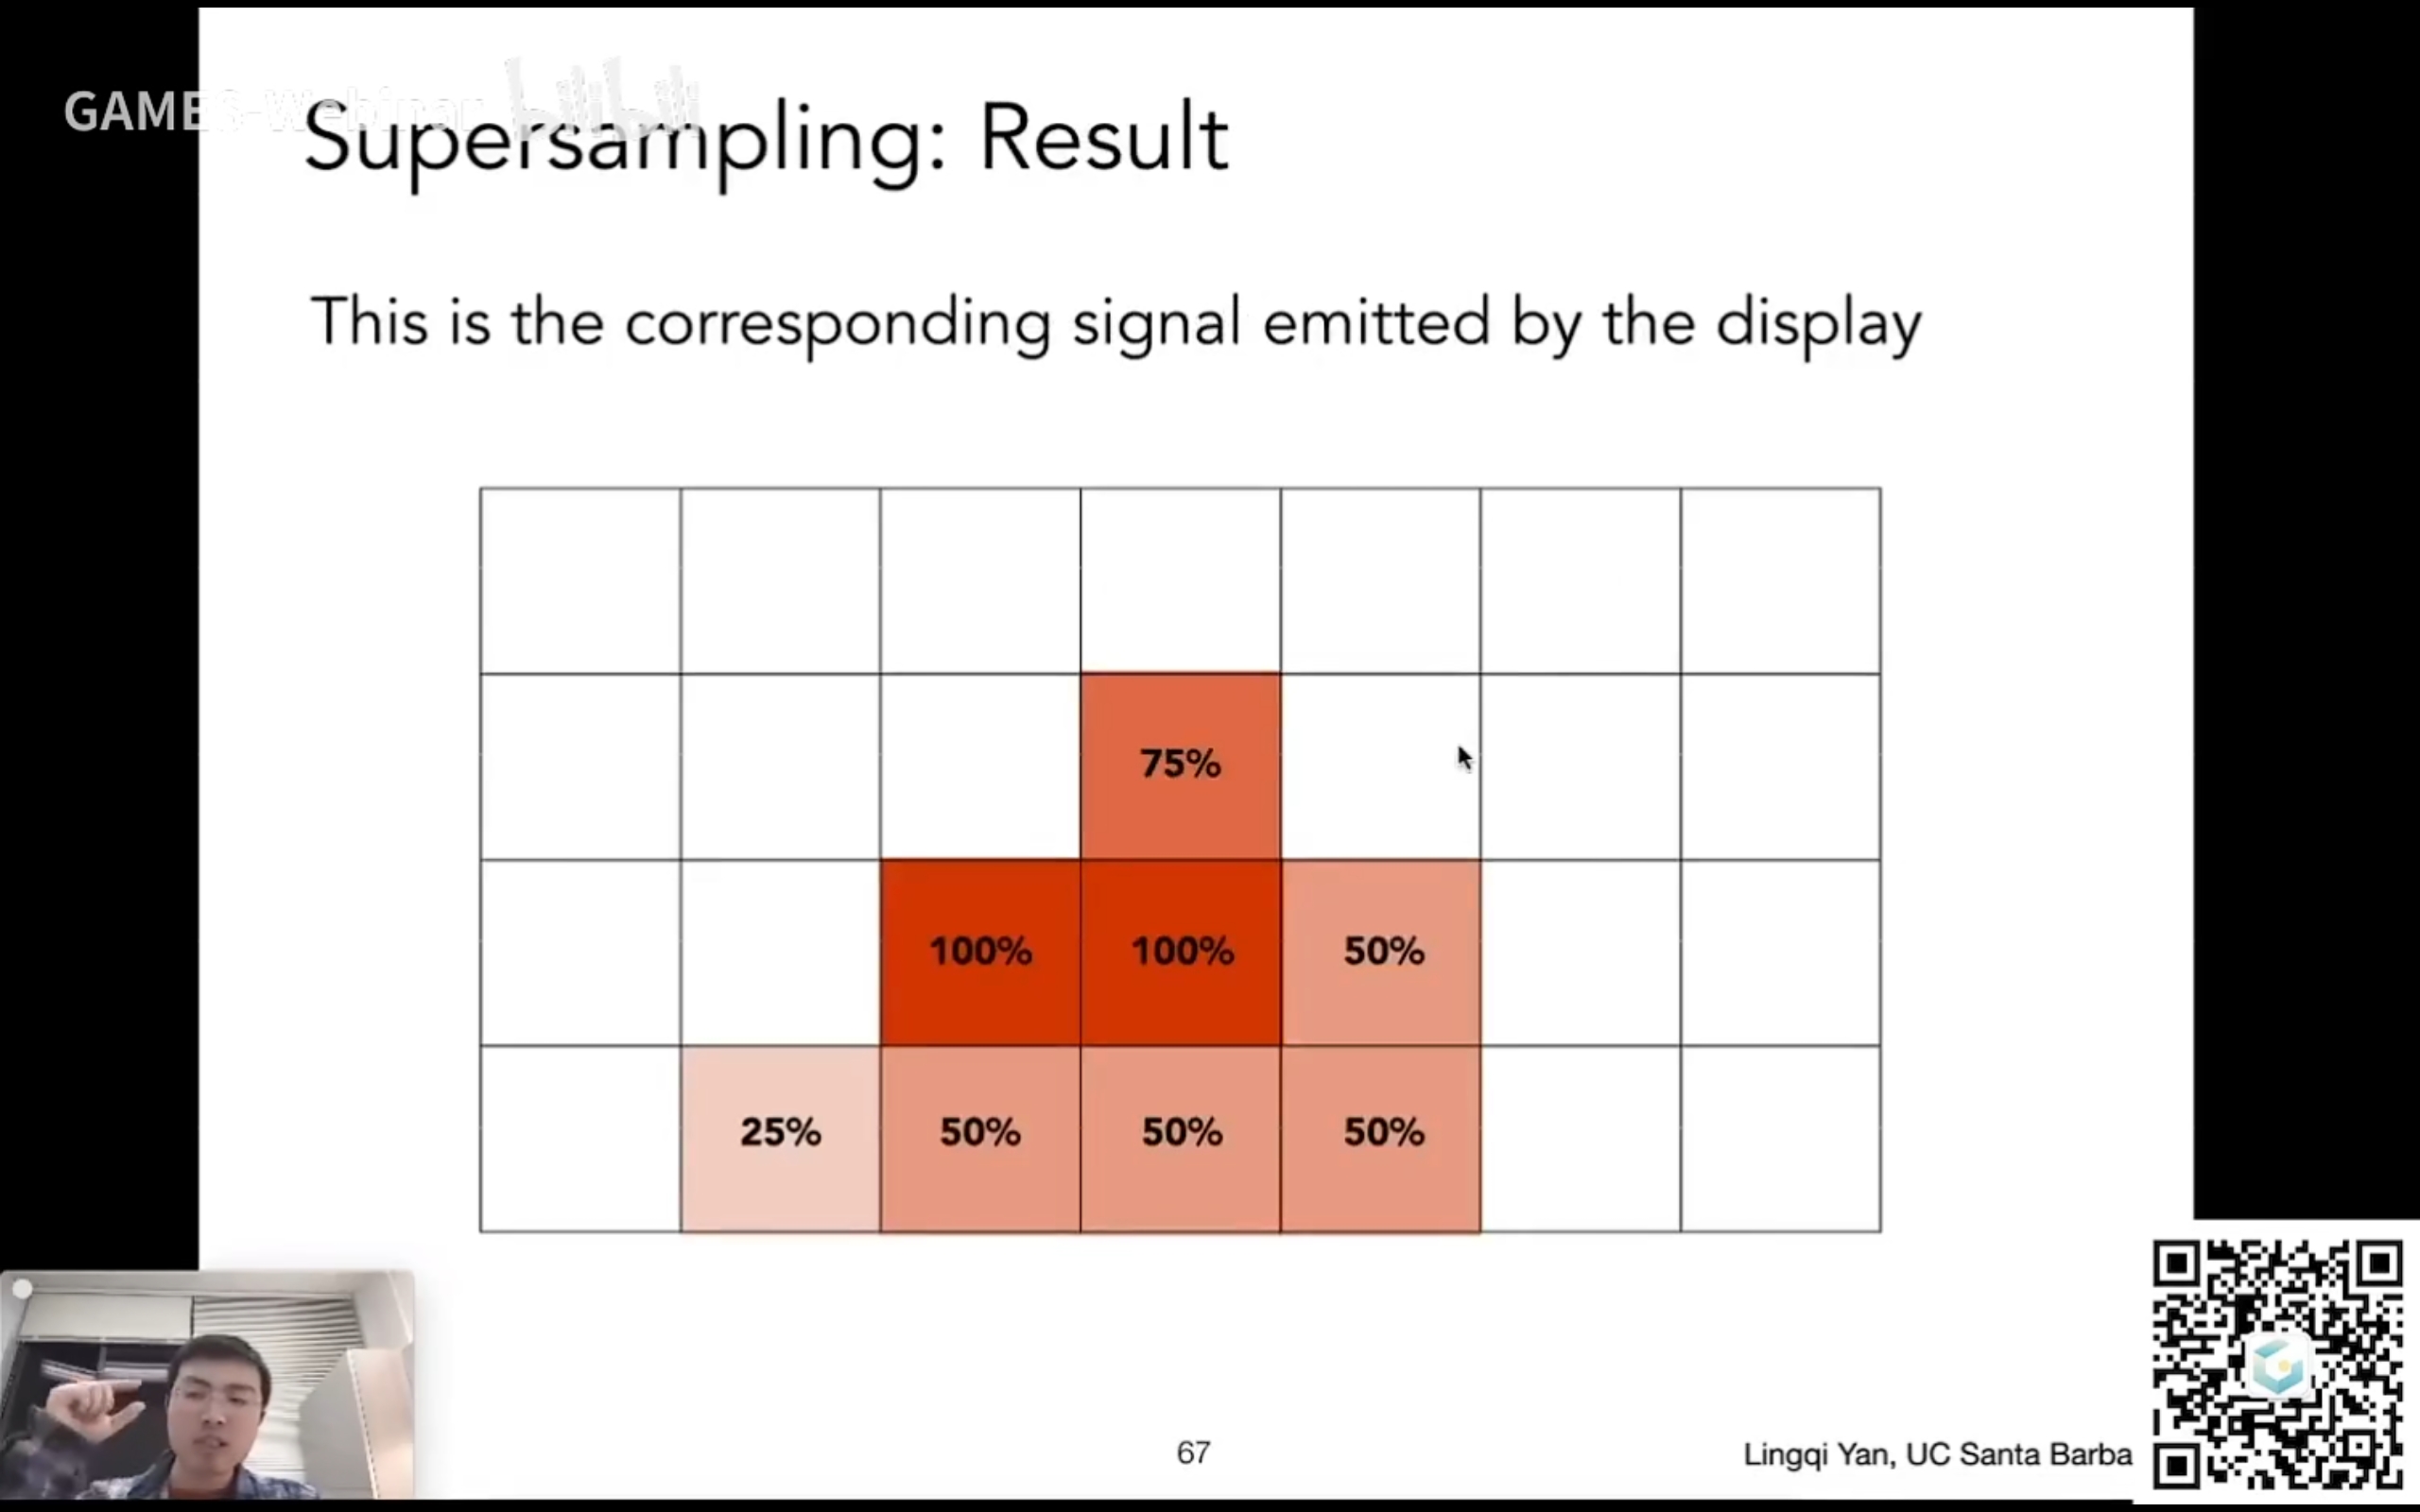 GAMES-Webinar bilibili
Supersampling: Result
This is the corresponding signal emitted by the display
75%
100% 100% 50%
25% 50% 50% 50%
67
Lingqi Yan, UC Santa Barba